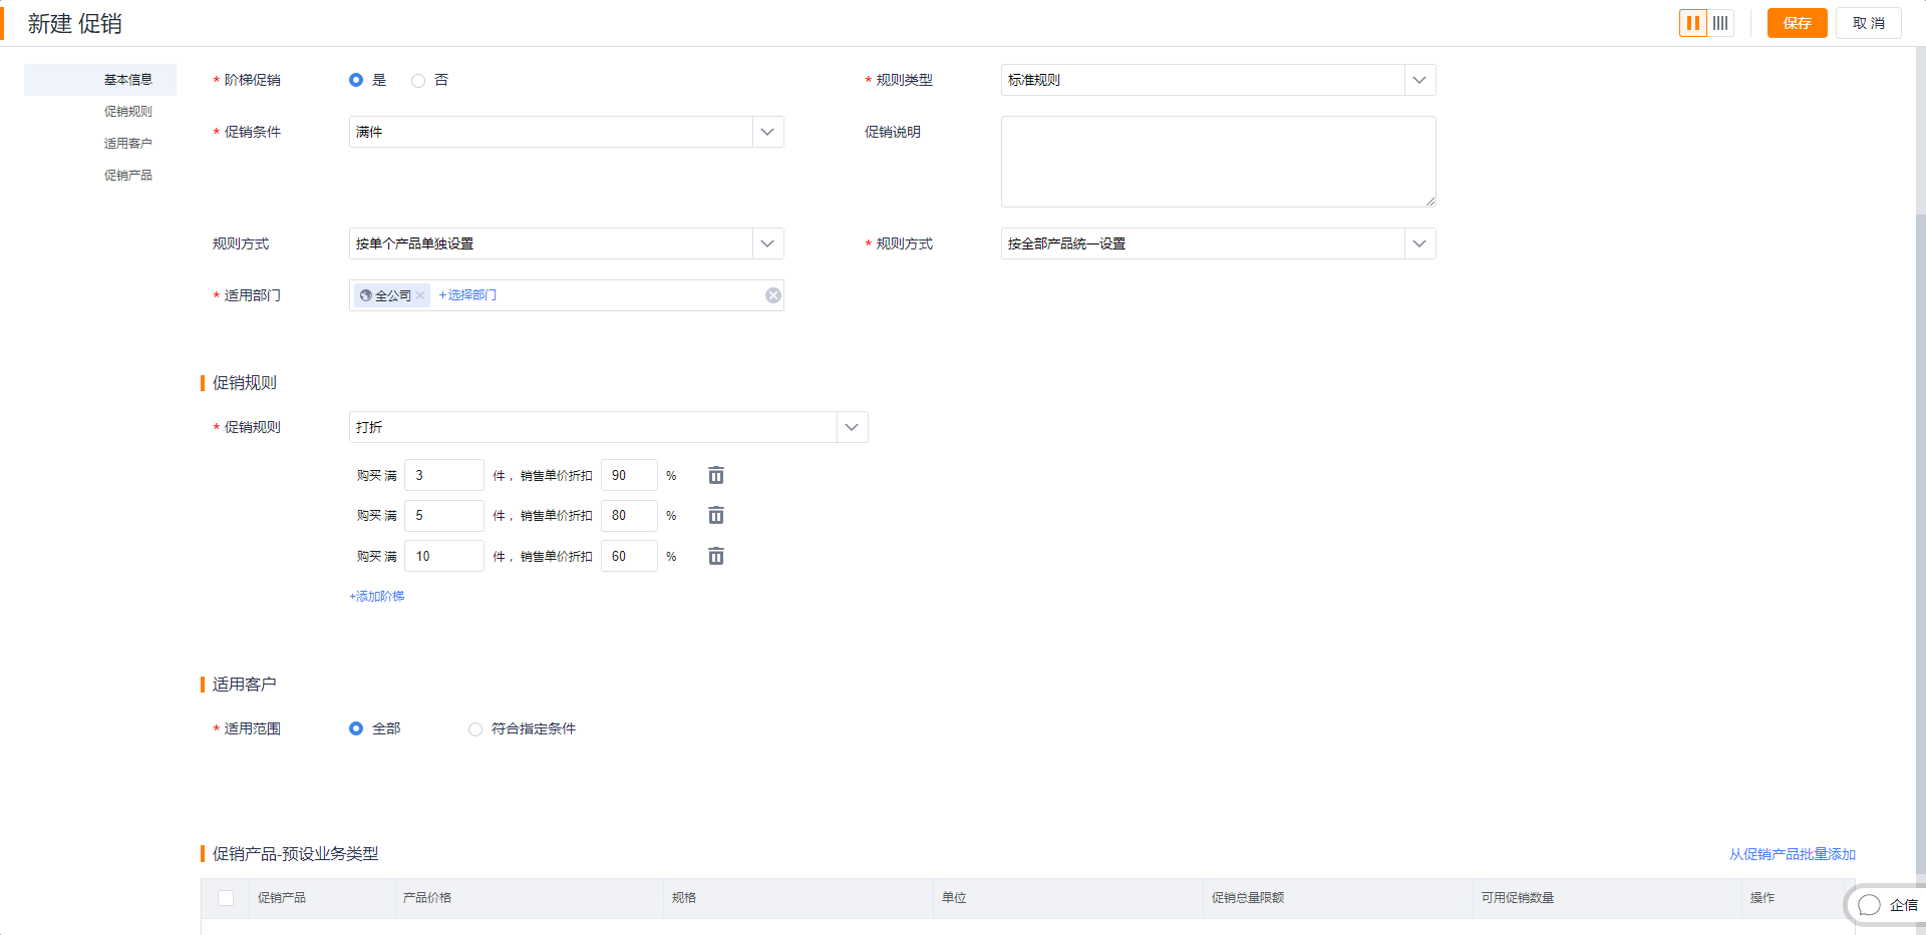 新建 促销
保存
取 消
基本信息
促销规则
适用客户
促销产品
* 阶梯促销
是
否
* 规则类型
标准规则
* 促销条件
满件
促销说明
规则方式
按单个产品单独设置
* 规则方式
按全部产品统一设置
* 适用部门
全公司 × +选择部门
促销规则
* 促销规则
打折
购买 满 3 件 ，销售单价折扣 90 %
购买 满 5 件 ，销售单价折扣 80 %
购买 满 10 件 ，销售单价折扣 60 %
+添加阶梯
适用客户
* 适用范围
全部
符合指定条件
促销产品-预设业务类型
从促销产品批量添加
促销产品 产品价格 规格 单位 促销总量限额 可用促销数量 操作
企信